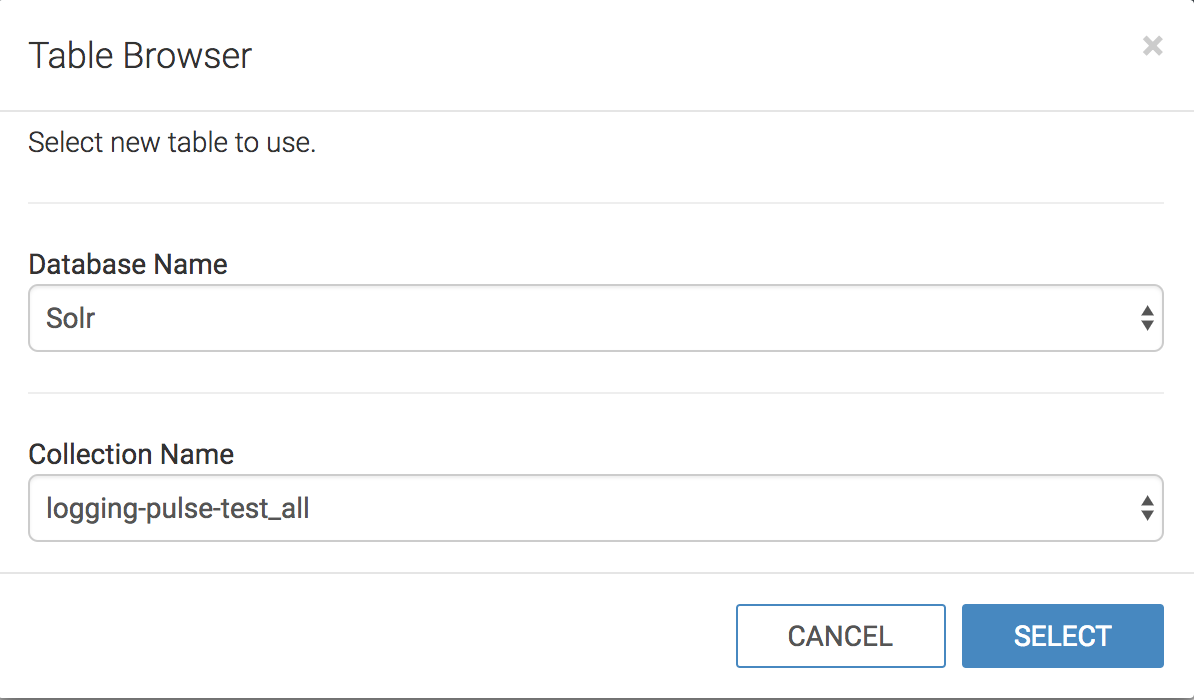 Table Browser
Select new table to use.
Database Name
Solr
Collection Name
logging-pulse-test_all
CANCEL SELECT